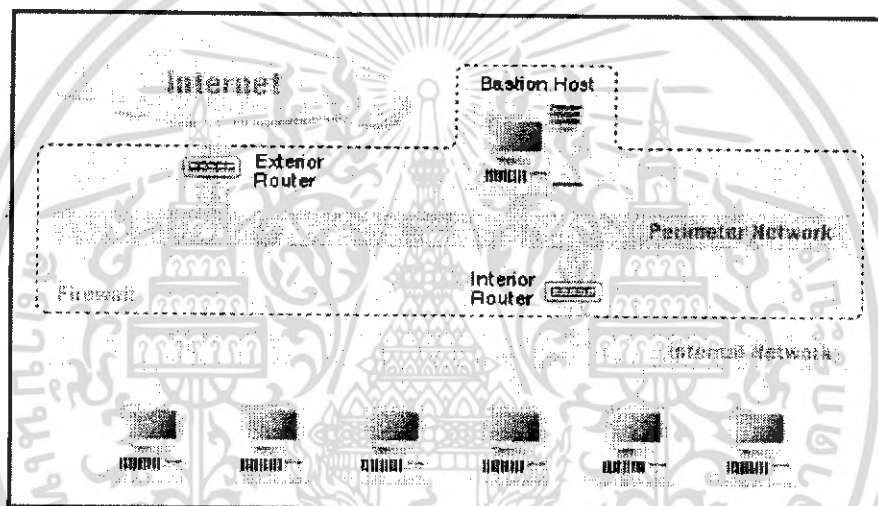 Internet
Bastion Host
Exterior
Router
Perimeter Network
Firewall
Interior
Router
Internal Network